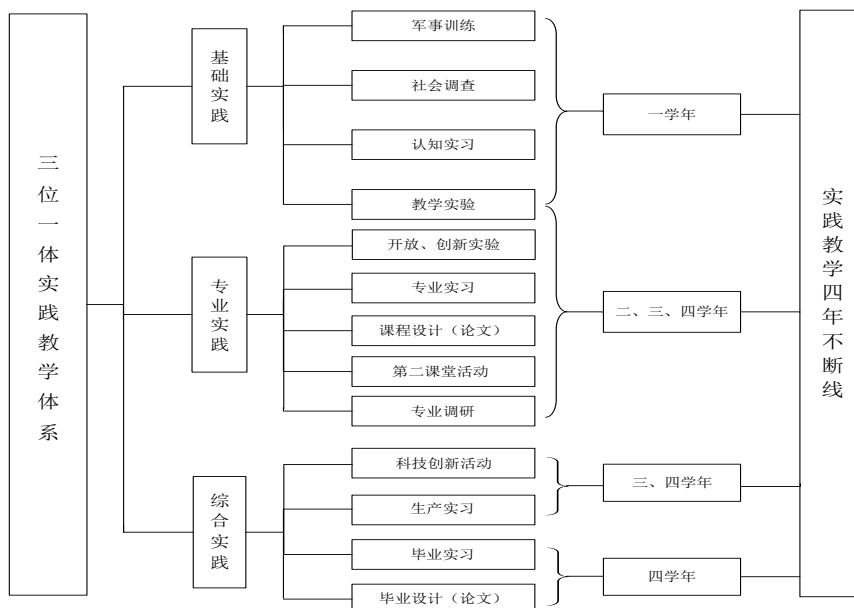 三位一体实践教学体系
基础实践
军事训练
社会调查
认知实习
教学实验
专业实践
开放、创新实验
专业实习
课程设计（论文）
第二课堂活动
专业调研
综合实践
科技创新活动
生产实习
毕业实习
毕业设计（论文）
一学年
二、三、四学年
三、四学年
四学年
实践教学四年不断线